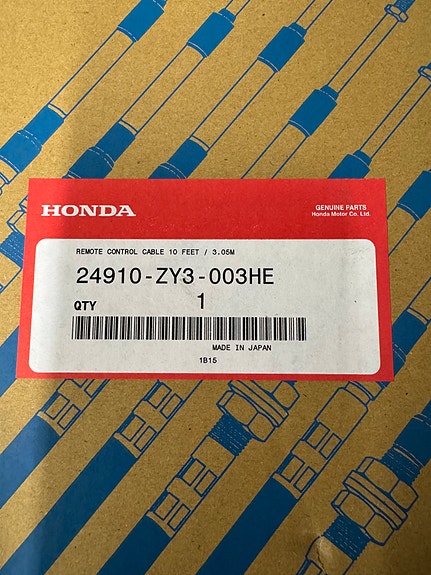 HONDA
GENUINE PARTS
Honda Motor Co., Ltd.
REMOTE CONTROL CABLE 10 FEET / 3.05M
24910-ZY3-003HE
QTY 1
MADE IN JAPAN
1B15